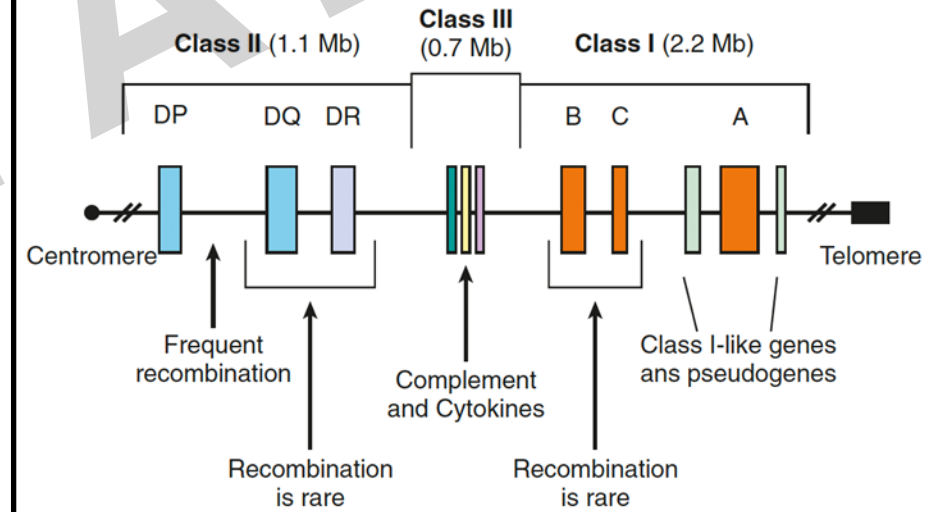 Class III
(0.7 Mb)
Class II (1.1 Mb)
Class I (2.2 Mb)
DP
DQ
DR
B
C
A
Centromere
Telomere
Frequent
recombination
Complement
and Cytokines
Class I-like genes
ans pseudogenes
Recombination
is rare
Recombination
is rare